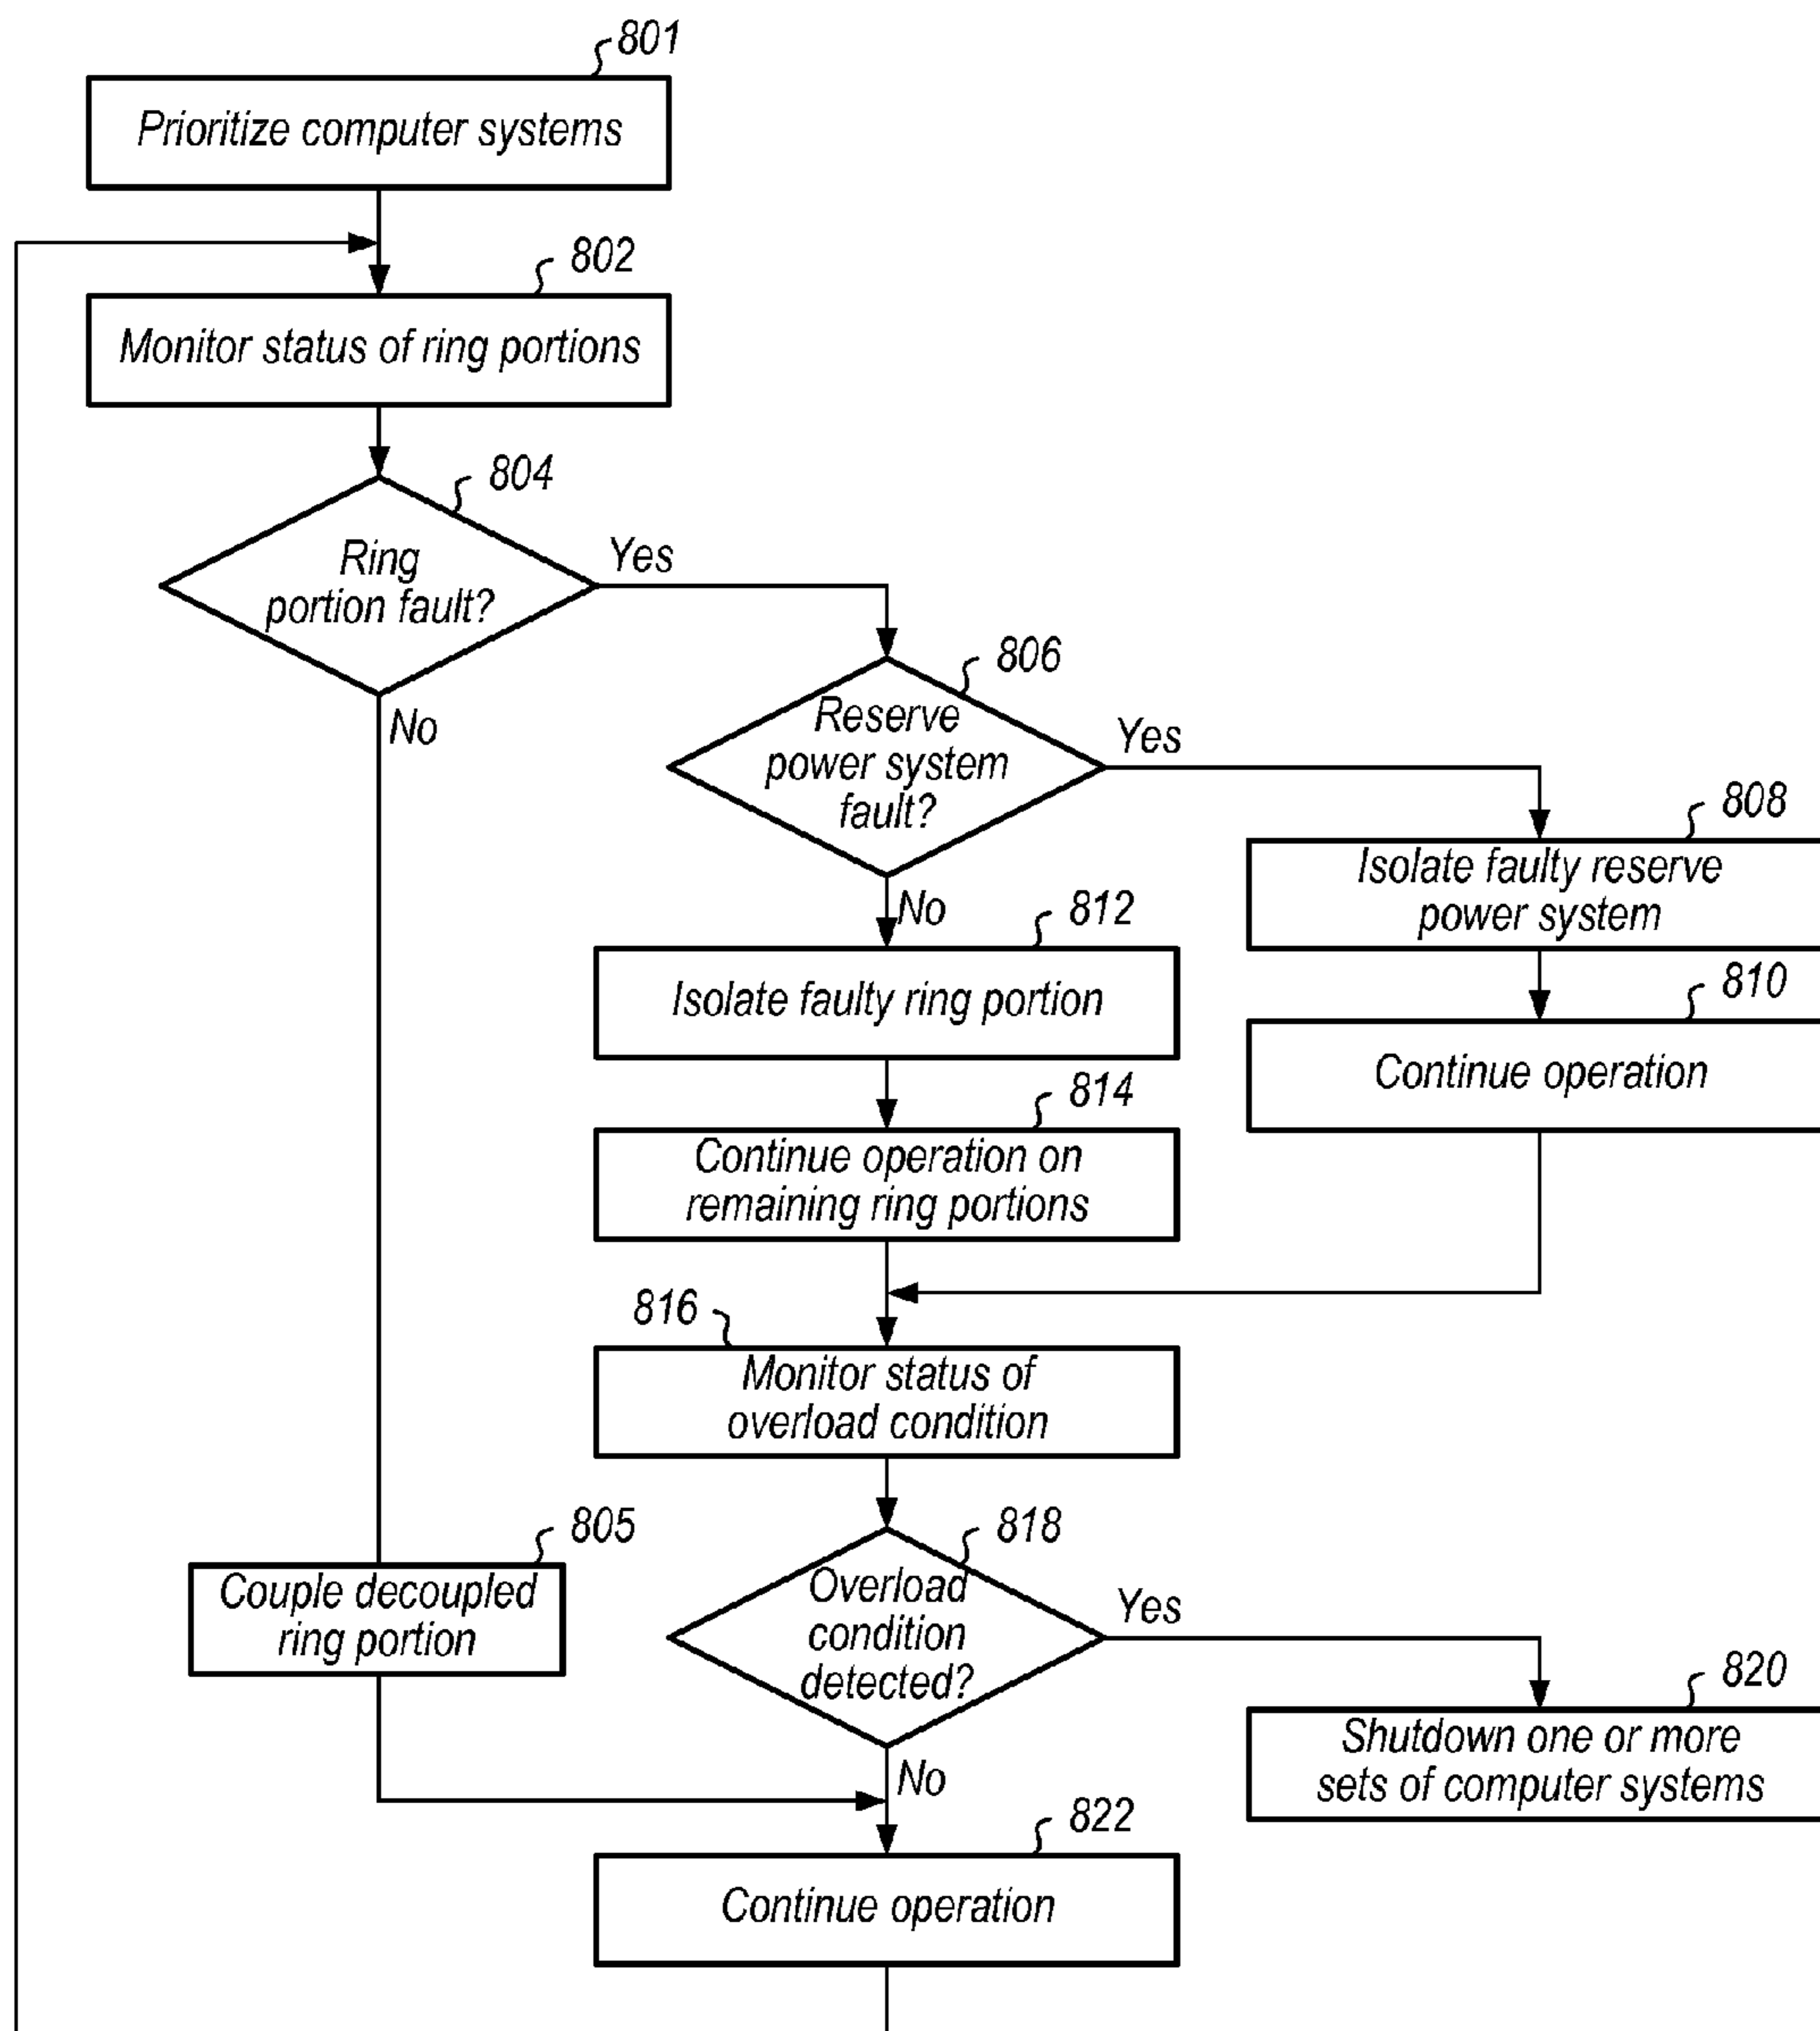 801
Prioritize computer systems
802
Monitor status of ring portions
804
Ring
portion fault?
Yes
No
806
Reserve
power system
fault?
Yes
No
808
Isolate faulty reserve
power system
812
Isolate faulty ring portion
810
Continue operation
814
Continue operation on
remaining ring portions
816
Monitor status of
overload condition
805
Couple decoupled
ring portion
818
Overload
condition
detected?
Yes
No
820
Shutdown one or more
sets of computer systems
822
Continue operation